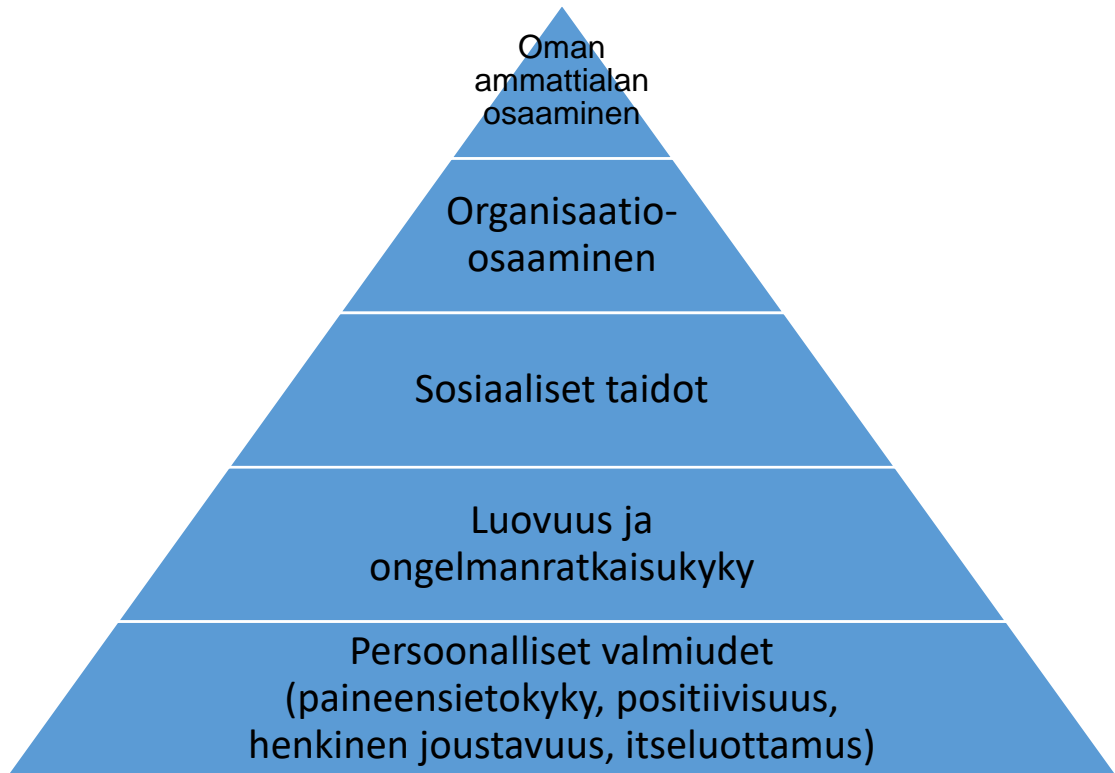 Oman
ammattialan
osaaminen
Organisaatio-
osaaminen
Sosiaaliset taidot
Luovuus ja
ongelmanratkaisukyky
Persoonalliset valmiudet
(paineensietokyky, positiivisuus,
henkinen joustavuus, itseluottamus)